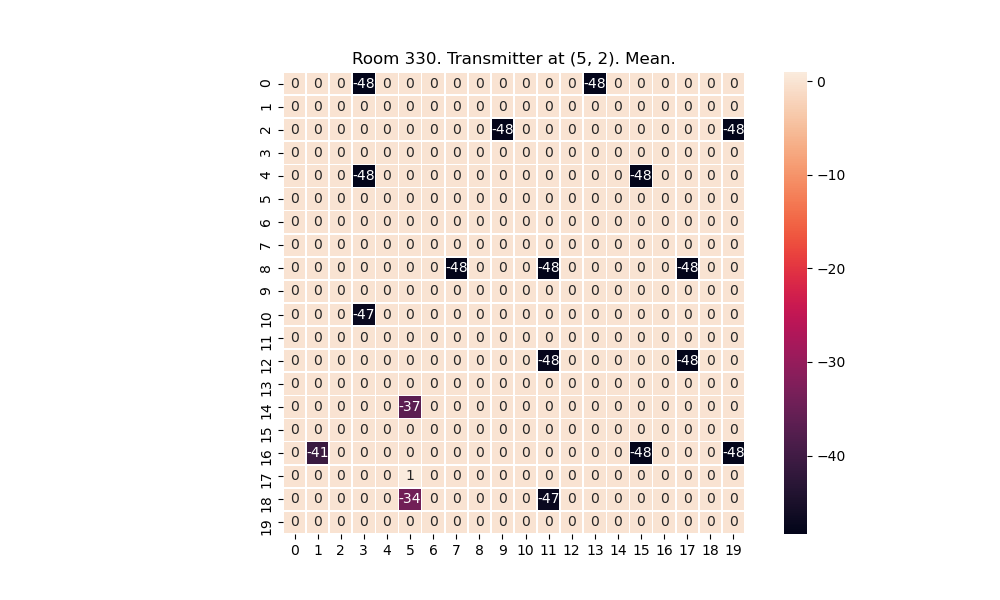 Room 330. Transmitter at (5, 2). Mean.
0 0 0 0 -48 0 0 0 0 0 0 0 0 0 -48 0 0 0 0 0 0
1 0 0 0 0 0 0 0 0 0 0 0 0 0 0 0 0 0 0 0 0
2 0 0 0 0 0 0 0 0 0 -48 0 0 0 0 0 0 0 0 0 -48
3 0 0 0 0 0 0 0 0 0 0 0 0 0 0 0 0 0 0 0 0
4 0 0 0 -48 0 0 0 0 0 0 0 0 0 0 0 -48 0 0 0 0
5 0 0 0 0 0 0 0 0 0 0 0 0 0 0 0 0 0 0 0 0
6 0 0 0 0 0 0 0 0 0 0 0 0 0 0 0 0 0 0 0 0
7 0 0 0 0 0 0 0 0 0 0 0 0 0 0 0 0 0 0 0 0
8 0 0 0 0 0 0 0 -48 0 0 0 -48 0 0 0 0 0 -48 0 0
9 0 0 0 0 0 0 0 0 0 0 0 0 0 0 0 0 0 0 0 0
10 0 0 0 -47 0 0 0 0 0 0 0 0 0 0 0 0 0 0 0 0
11 0 0 0 0 0 0 0 0 0 0 0 0 0 0 0 0 0 0 0 0
12 0 0 0 0 0 0 0 0 0 0 0 -48 0 0 0 0 0 -48 0 0
13 0 0 0 0 0 0 0 0 0 0 0 0 0 0 0 0 0 0 0 0
14 0 0 0 0 0 -37 0 0 0 0 0 0 0 0 0 0 0 0 0 0
15 0 0 0 0 0 0 0 0 0 0 0 0 0 0 0 0 0 0 0 0
16 0 -41 0 0 0 0 0 0 0 0 0 0 0 0 0 -48 0 0 0 -48
17 0 0 0 0 0 1 0 0 0 0 0 0 0 0 0 0 0 0 0 0
18 0 0 0 0 0 -34 0 0 0 0 0 -47 0 0 0 0 0 0 0 0
19 0 0 0 0 0 0 0 0 0 0 0 0 0 0 0 0 0 0 0 0
0 1 2 3 4 5 6 7 8 9 10 11 12 13 14 15 16 17 18 19
0
−10
−20
−30
−40